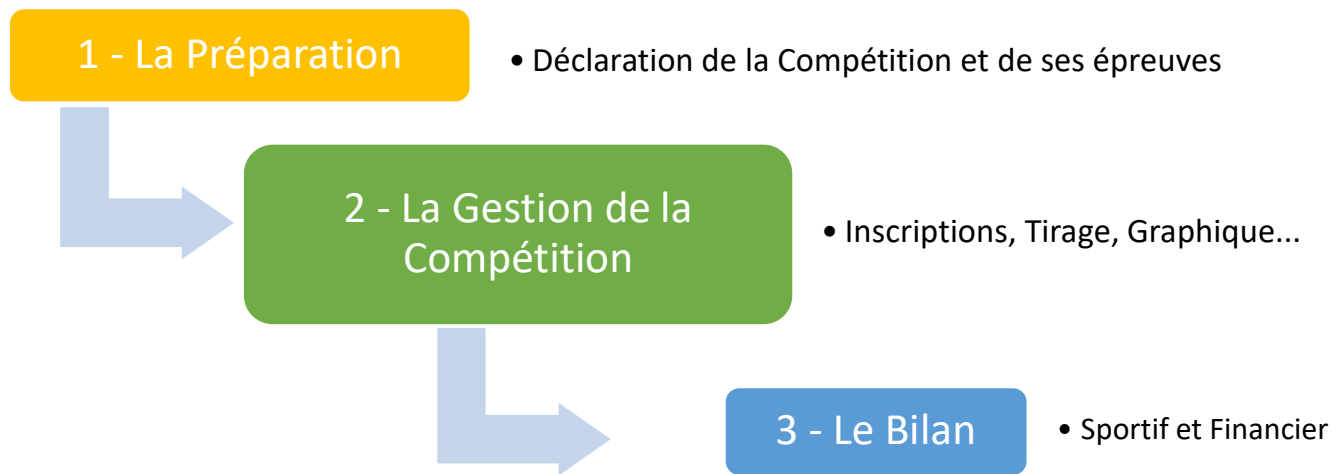 1 - La Préparation
• Déclaration de la Compétition et de ses épreuves
2 - La Gestion de la
Compétition
• Inscriptions, Tirage, Graphique...
3 - Le Bilan
• Sportif et Financier